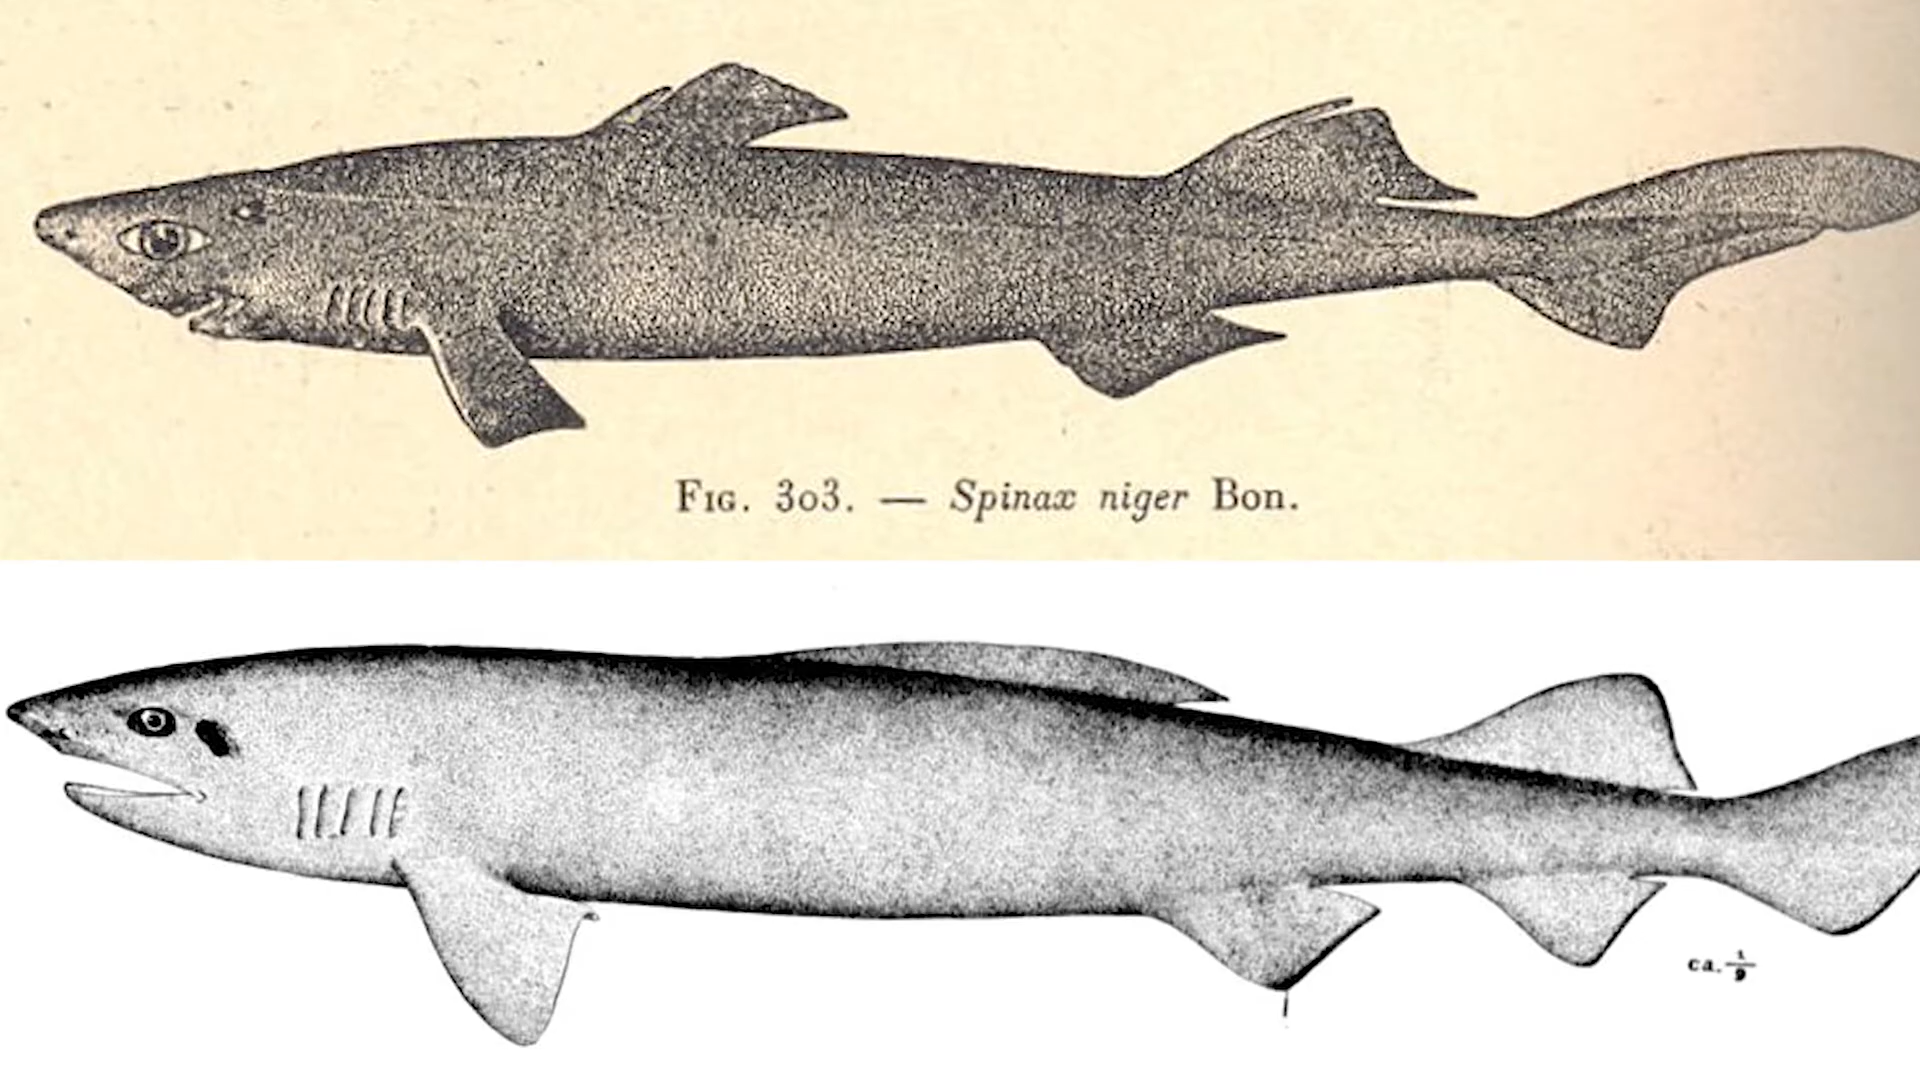 FIG. 303. — Spinax niger Bon.
ca. 1/9